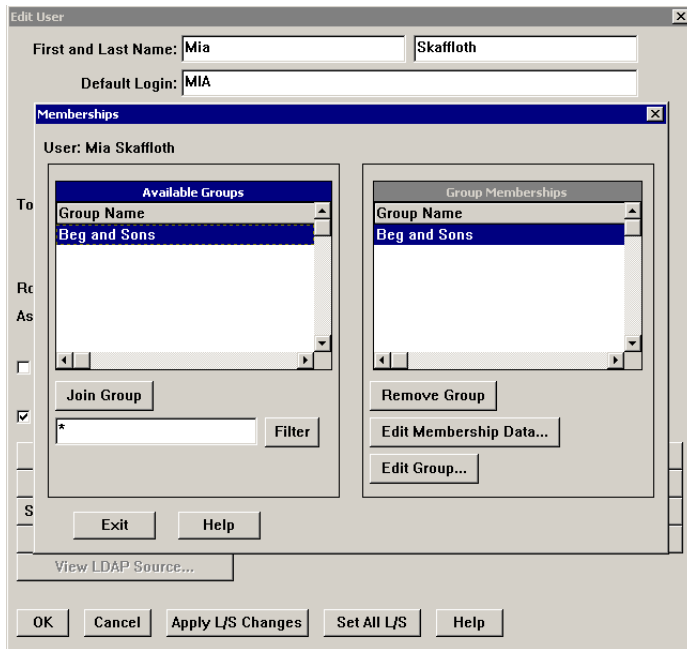 Edit User
First and Last Name: Mia Skaffloth
Default Login: MIA
Memberships
User: Mia Skaffloth
Available Groups
Group Name
Beg and Sons
Join Group
* Filter
Group Memberships
Group Name
Beg and Sons
Remove Group
Edit Membership Data...
Edit Group...
Exit Help
To
As
S
View LDAP Source...
OK Cancel Apply L/S Changes Set All L/S Help